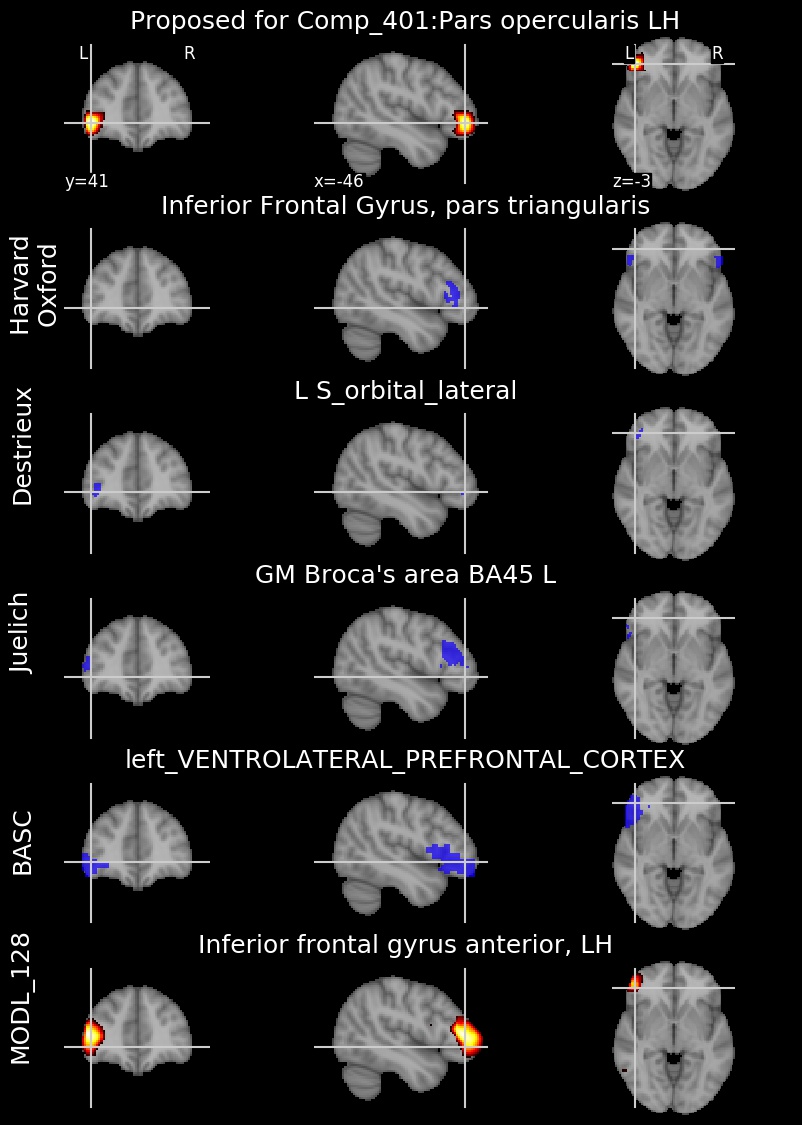 Proposed for Comp_401:Pars opercularis LH
L R
L R
y=41 x=-46 z=-3
Inferior Frontal Gyrus, pars triangularis
Harvard
Oxford
L S_orbital_lateral
Destrieux
GM Broca's area BA45 L
Juelich
left_VENTROLATERAL_PREFRONTAL_CORTEX
BASC
Inferior frontal gyrus anterior, LH
MODL_128